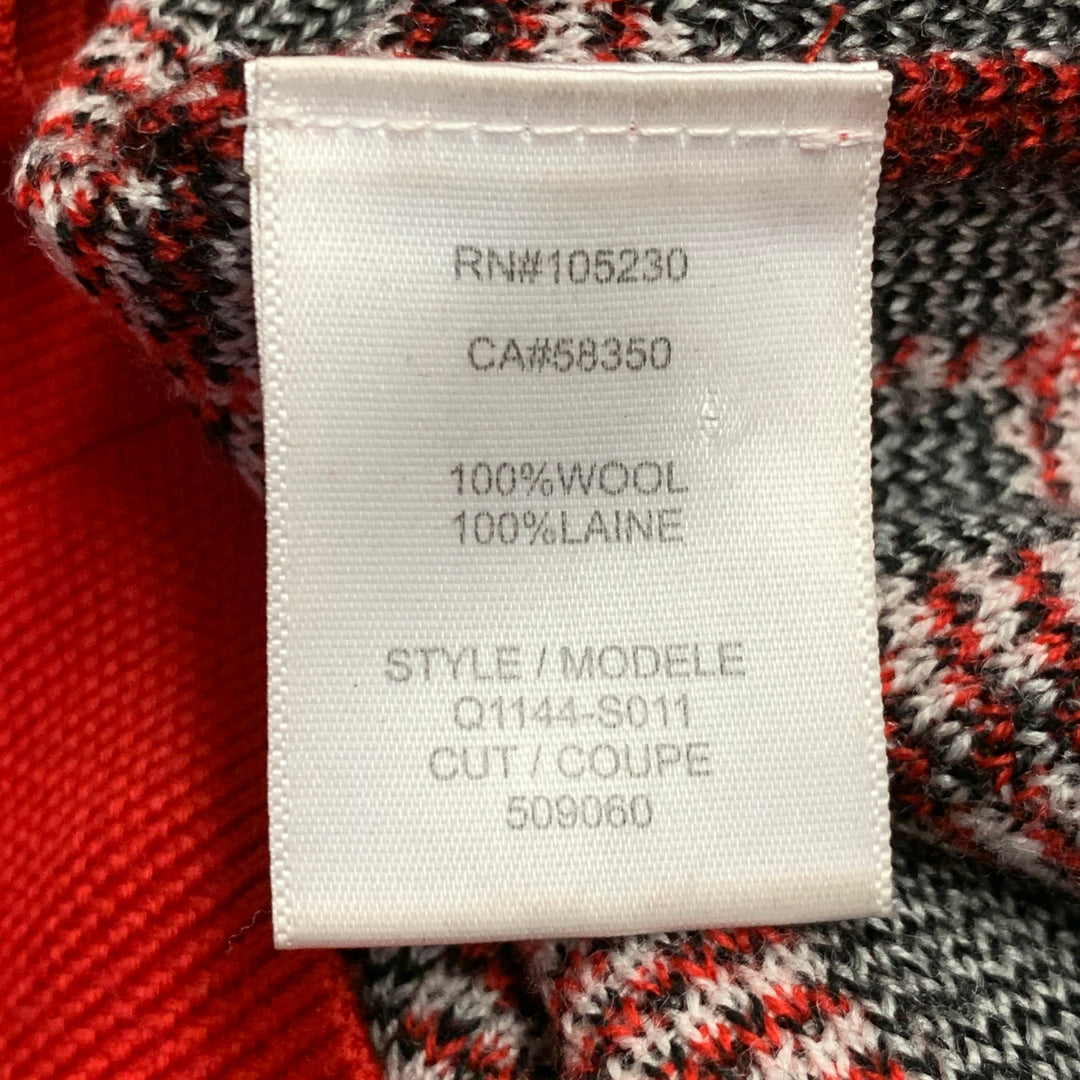 RN#105230
CA#58350
100%WOOL
100%LAINE
STYLE / MODELE
Q1144-S011
CUT / COUPE
509060